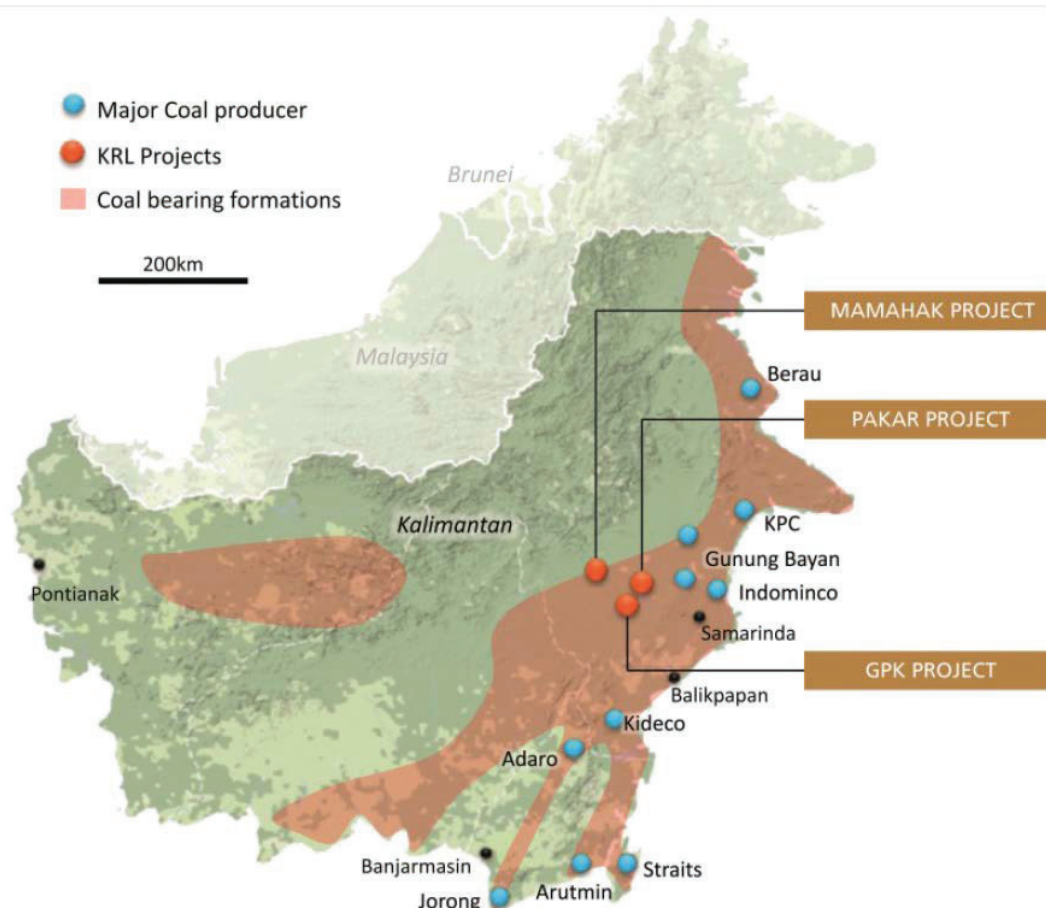 Major Coal producer
KRL Projects
Coal bearing formations
200km
Brunei
Malaysia
MAMAHAK PROJECT
Berau
PAKAR PROJECT
Kalimantan
KPC
Gunung Bayan
Pontianak
Indominco
Samarinda
GPK PROJECT
Balikpapan
Kideco
Adaro
Banjarmasin
Straits
Arutmin
Jorong